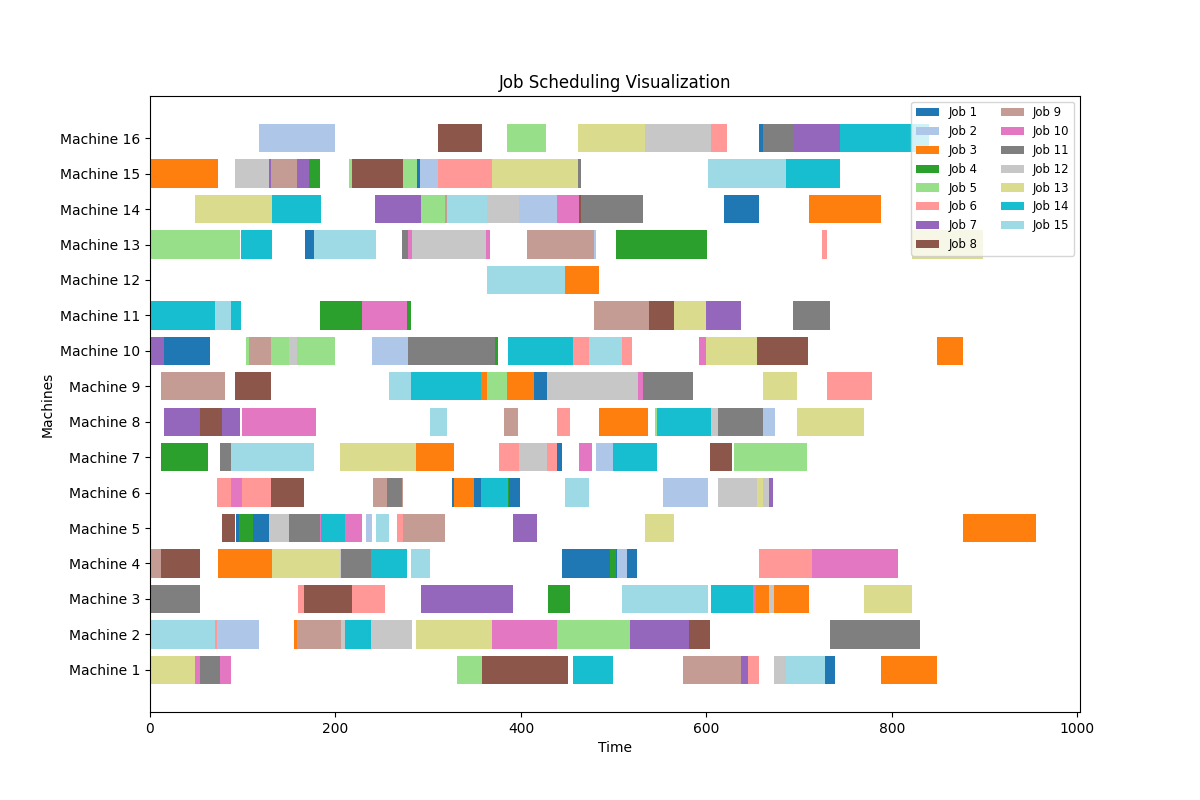 Job Scheduling Visualization
Machine 16
Machine 15
Machine 14
Machine 13
Machine 12
Machine 11
Machine 10
Machine 9
Machine 8
Machine 7
Machine 6
Machine 5
Machine 4
Machine 3
Machine 2
Machine 1
Machines
0
200
400
600
800
1000
Time
Job 1
Job 2
Job 3
Job 4
Job 5
Job 6
Job 7
Job 8
Job 9
Job 10
Job 11
Job 12
Job 13
Job 14
Job 15